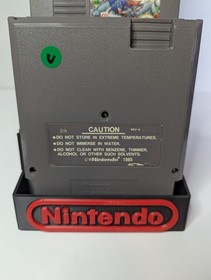 V
CAUTION
REV-A
●DO NOT STORE IN EXTREME TEMPERATURES.
●DO NOT IMMERSE IN WATER.
●DO NOT CLEAN WITH BENZENE, THINNER,
ALCOHOL OR OTHER SUCH SOLVENTS.
©Nintendo 1985
Nintendo